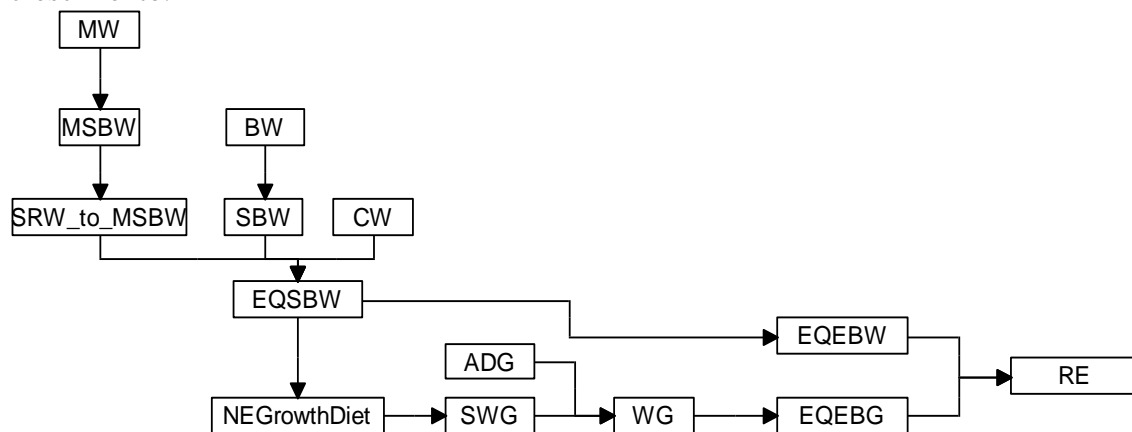 MW
MSBW
BW
SRW_to_MSBW
SBW
CW
EQSBW
EQEBW
ADG
RE
NEGrowthDiet
SWG
WG
EQEBG